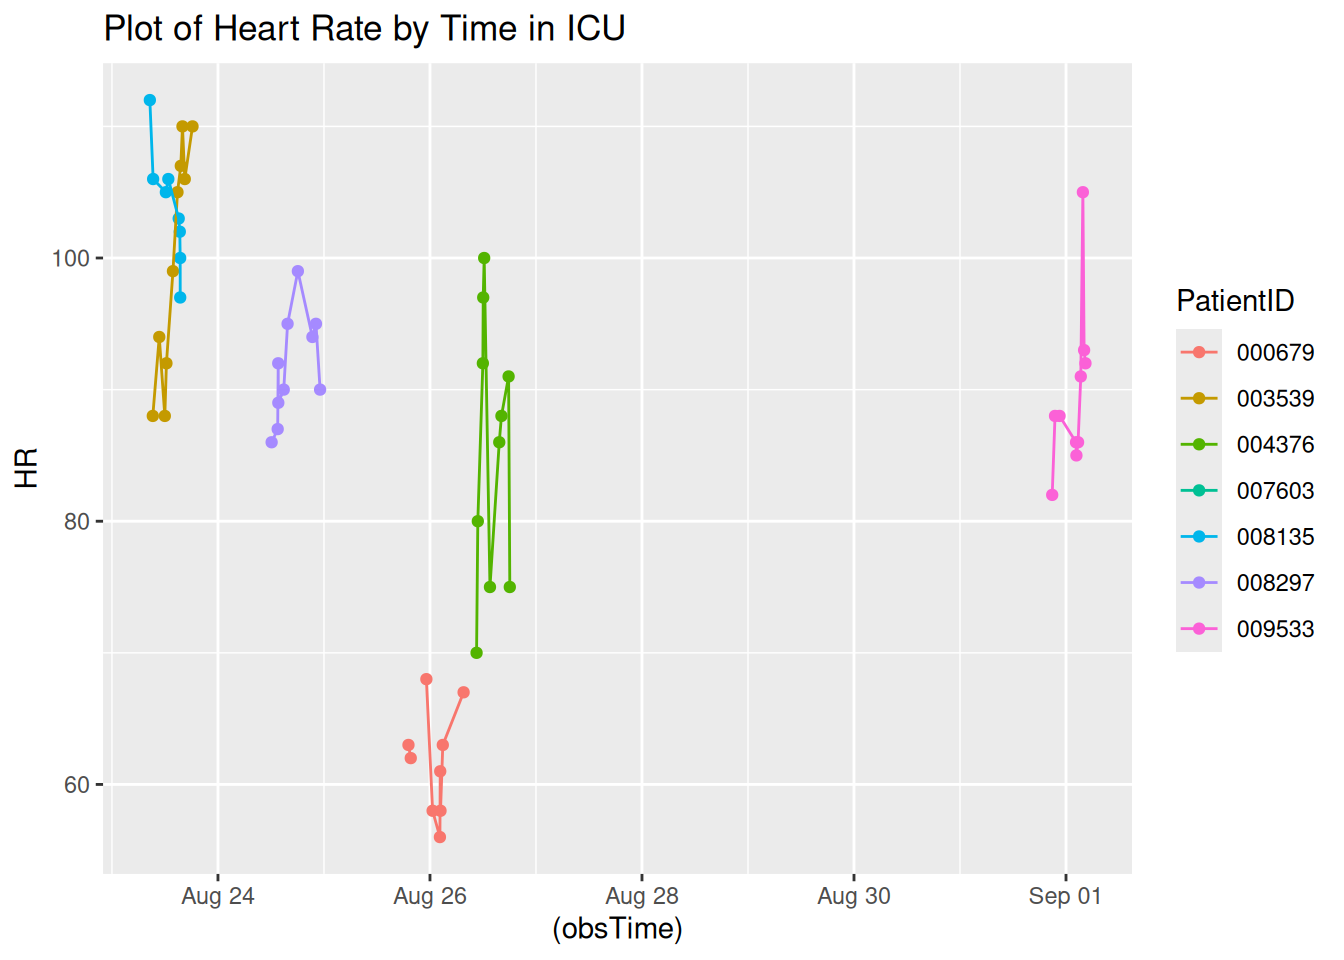 Plot of Heart Rate by Time in ICU
HR
100
80
60
Aug 24
Aug 26
Aug 28
Aug 30
Sep 01
(obsTime)
PatientID
000679
003539
004376
007603
008135
008297
009533